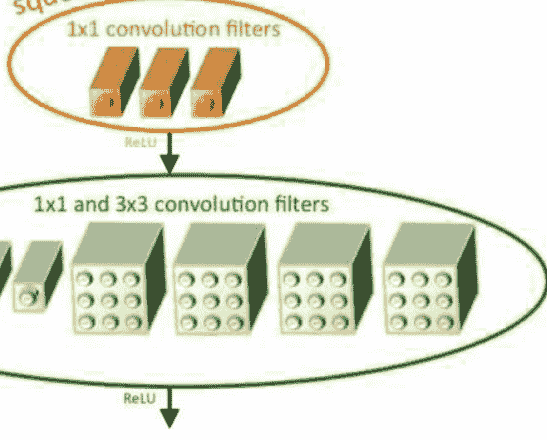 1x1 convolution filters
ReLU
1x1 and 3x3 convolution filters
ReLU